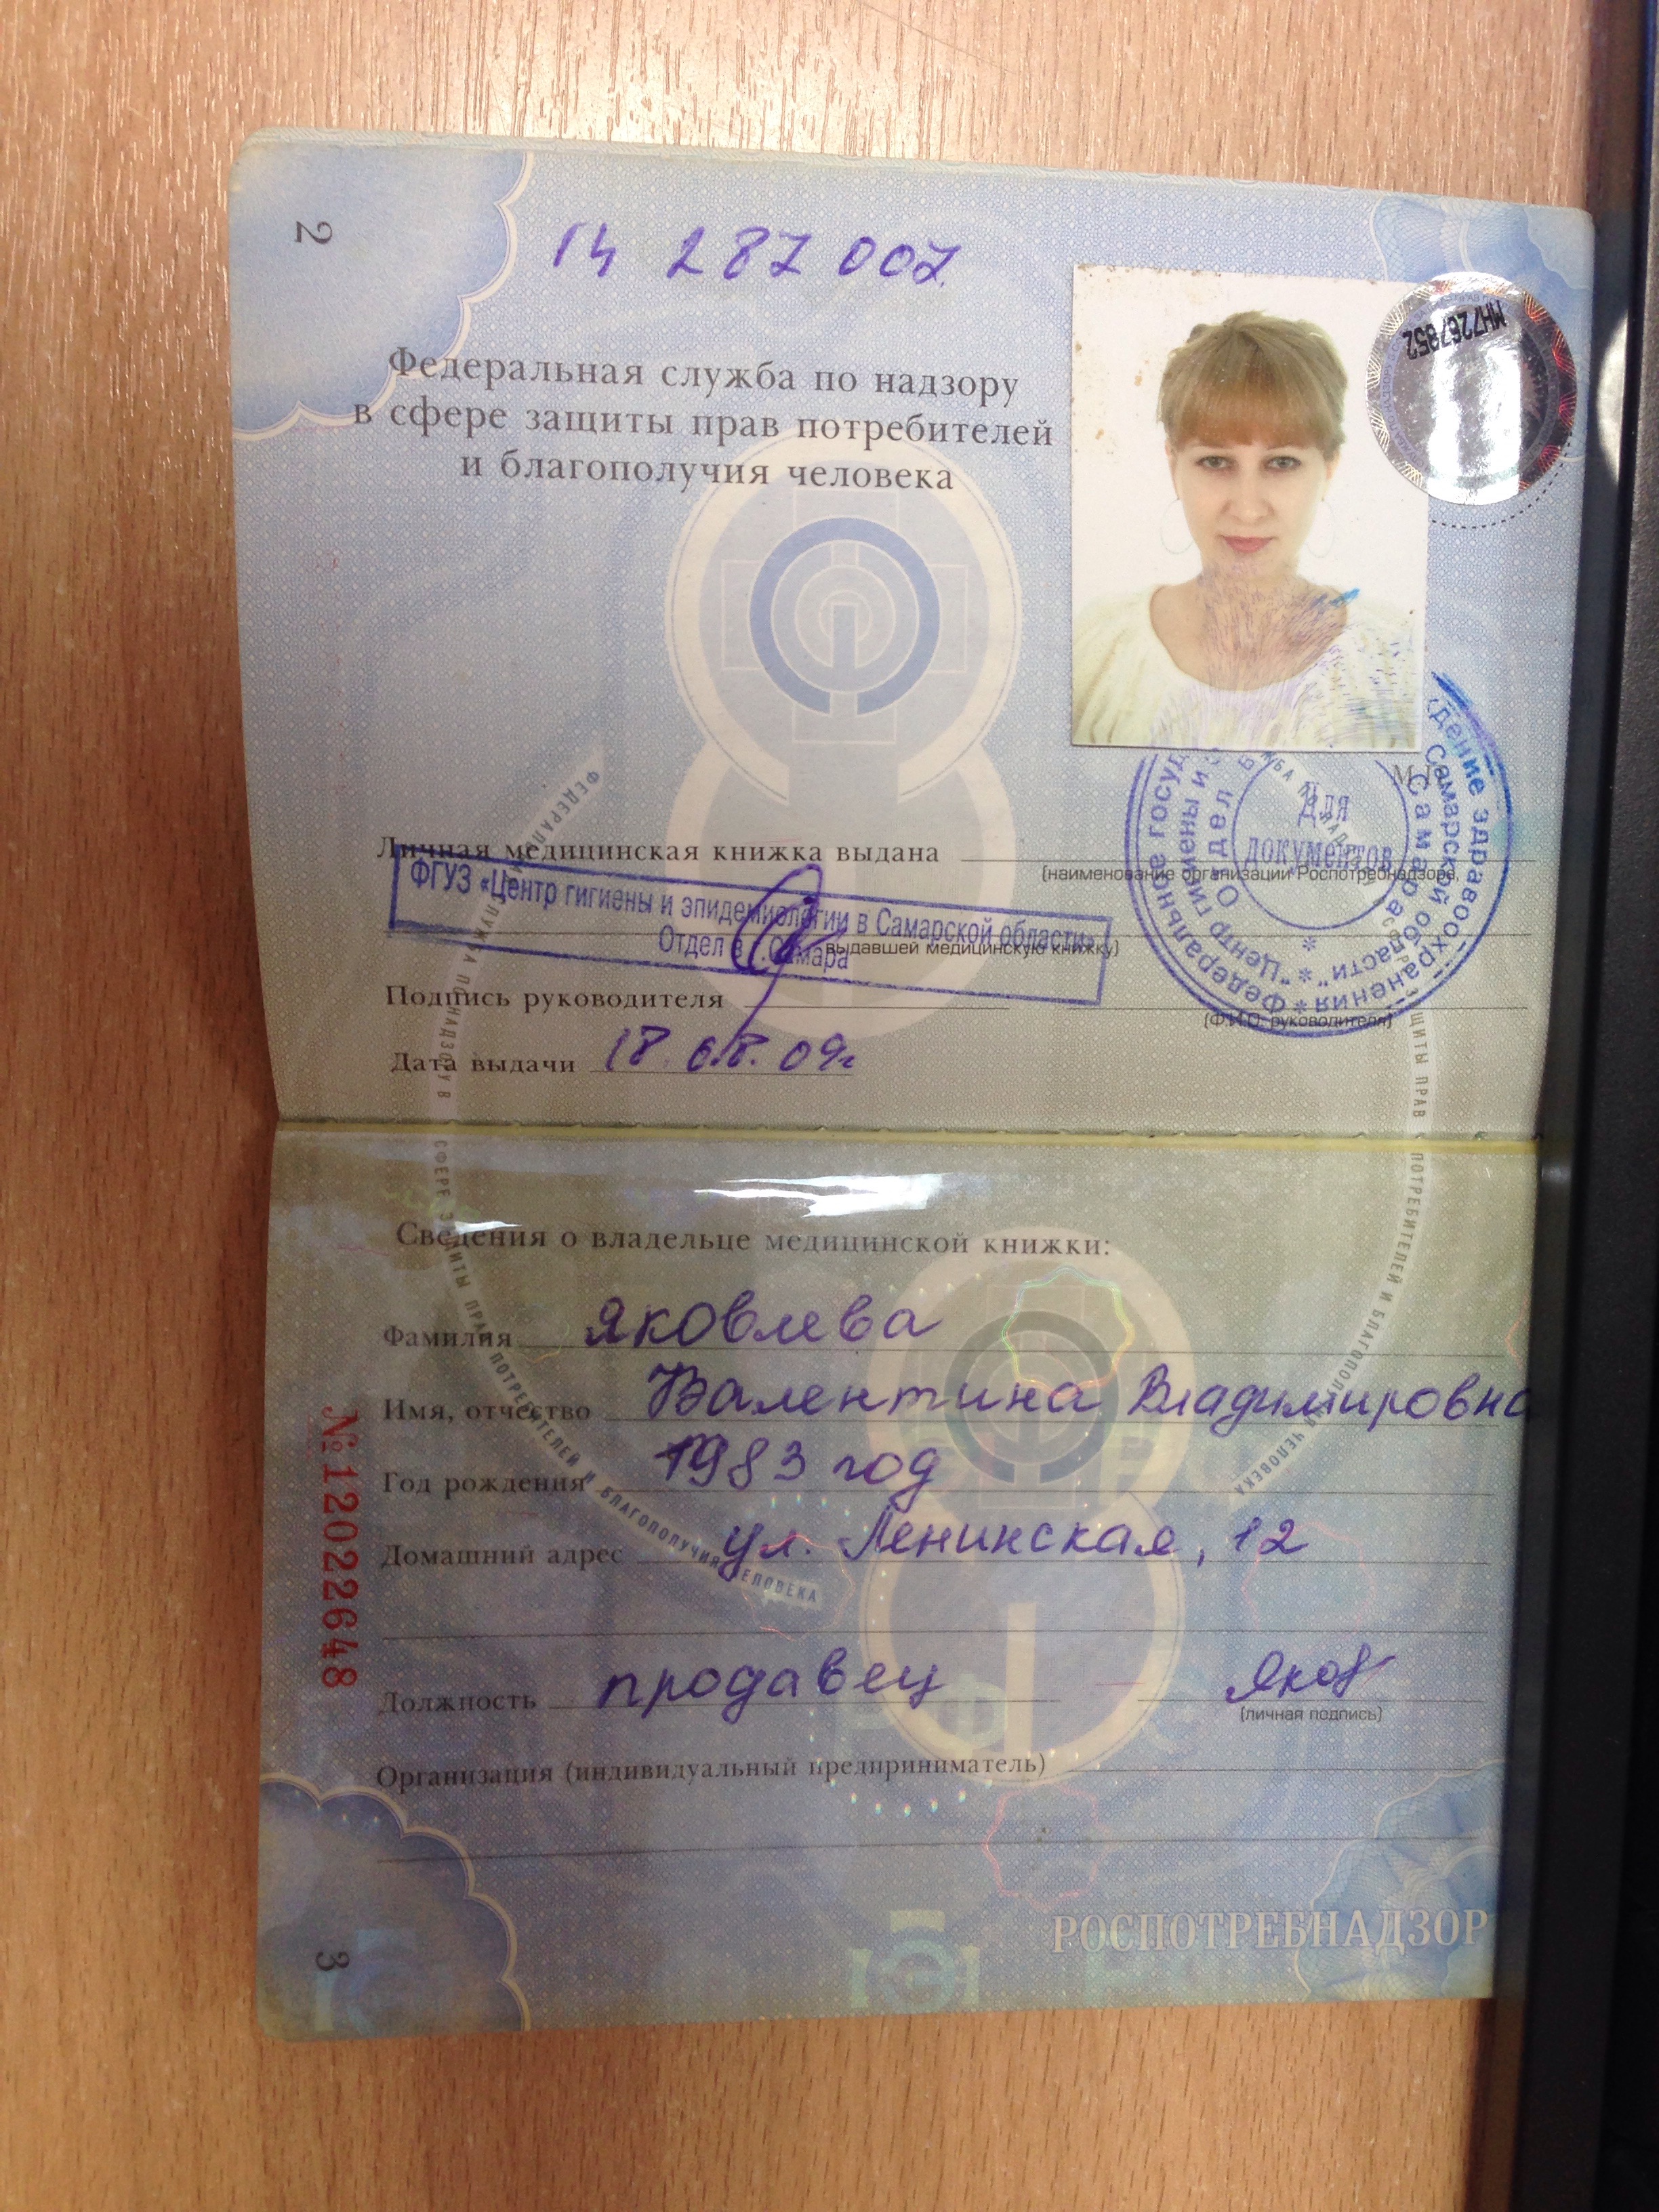 2
14 287 007
МН7267852
Федеральная служба по надзору
в сфере защиты прав потребителей
и благополучия человека
М.П.
Личная медицинская книжка выдана
(наименование организации Роспотребнадзора,
ФГУЗ «Центр гигиены и эпидемиологии в Самарской области»
Отдел в г. Самара
выдавшей медицинскую книжку)
Для
документов
Подпись руководителя
(Ф.И.О. руководителя)
Дата выдачи 18.08.09г
Сведения о владельце медицинской книжки:
Фамилия Яковлева
Имя, отчество Валентина Владимировна
Год рождения 1983 год
Домашний адрес ул. Ленинская, 12
Должность продавец Яков
(личная подпись)
Организация (индивидуальный предприниматель)
№12022648
РОСПОТРЕБНАДЗОР
3